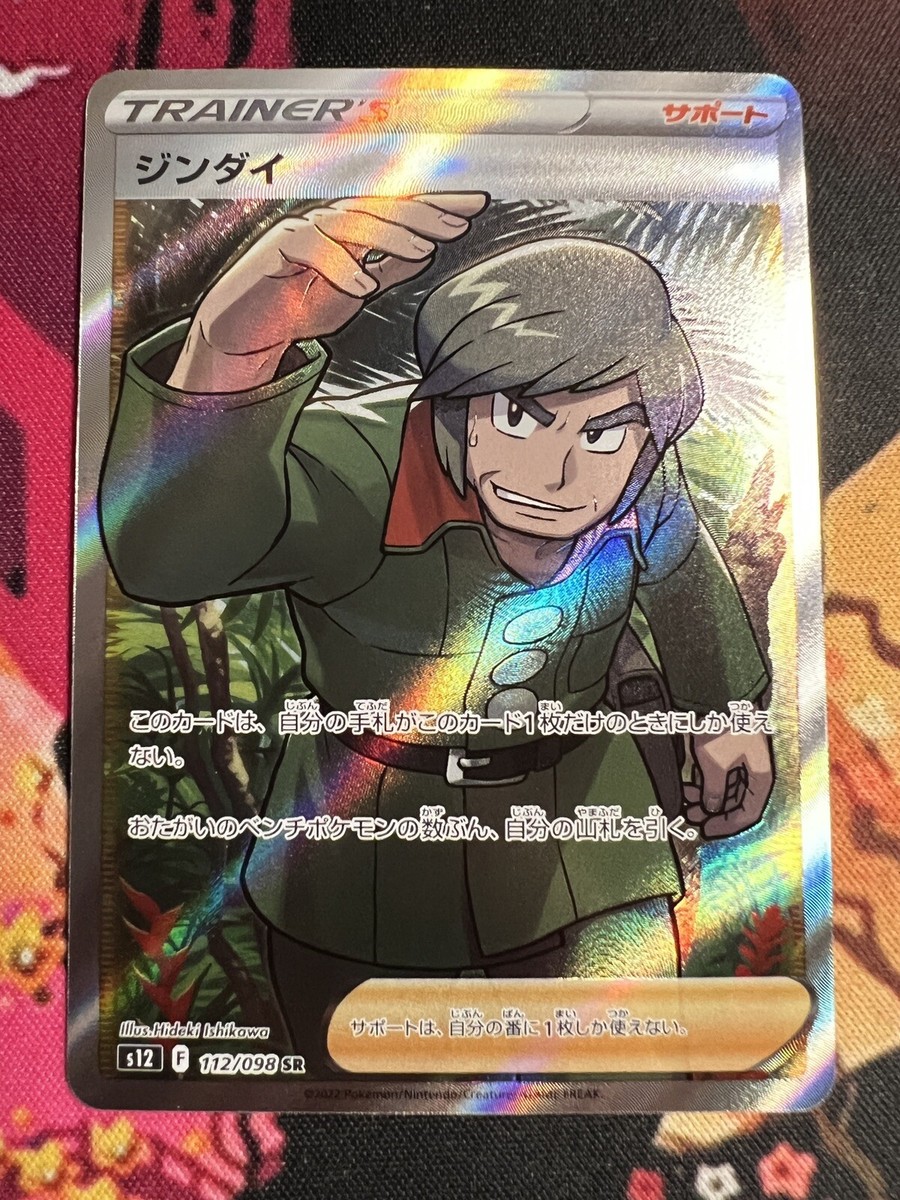 TRAINER'S
サポート
ジンダイ
このカードは、自分の手札がこのカード1枚だけのときにしか使え
ない。
おたがいのベンチポケモンの数ぶん、自分の山札を引く。
サポートは、自分の番に1枚しか使えない。
Illus.Hideki Ishikawa
s12 F 112/098 SR
©2022 Pokémon/Nintendo/Creatures/GAME FREAK.